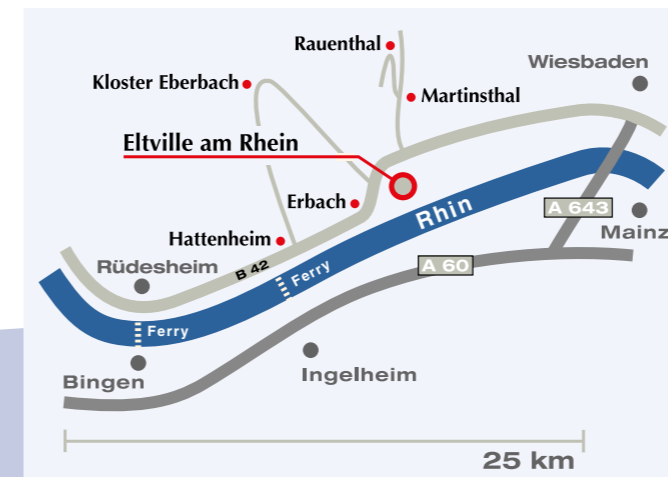 Rauenthal
Wiesbaden
Kloster Eberbach
Martinsthal
Eltville am Rhein
Erbach
Rhin
A 643
Mainz
Hattenheim
Rüdesheim
B 42
Ferry
A 60
Ferry
Bingen
Ingelheim
25 km